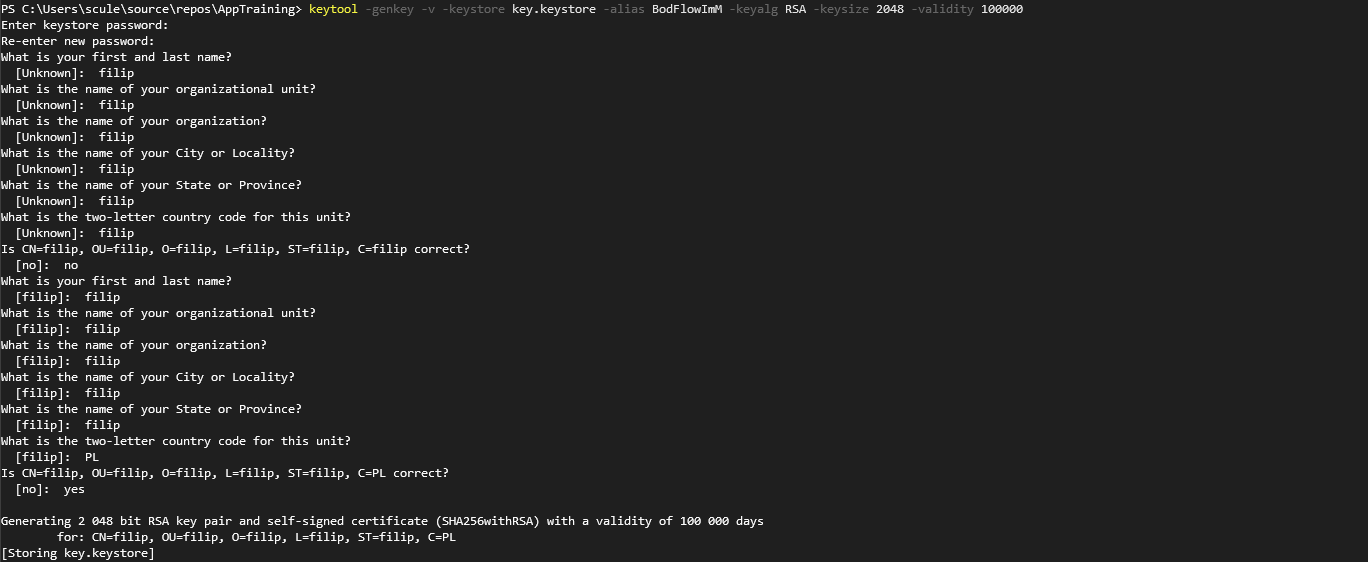 PS C:\Users\scule\source\repos\AppTraining> keytool -genkey -v -keystore key.keystore -alias BodFlowImM -keyalg RSA -keysize 2048 -validity 100000
Enter keystore password:
Re-enter new password:
What is your first and last name?
  [Unknown]:  filip
What is the name of your organizational unit?
  [Unknown]:  filip
What is the name of your organization?
  [Unknown]:  filip
What is the name of your City or Locality?
  [Unknown]:  filip
What is the name of your State or Province?
  [Unknown]:  filip
What is the two-letter country code for this unit?
  [Unknown]:  filip
Is CN=filip, OU=filip, O=filip, L=filip, ST=filip, C=filip correct?
  [no]:  no
What is your first and last name?
  [filip]:  filip
What is the name of your organizational unit?
  [filip]:  filip
What is the name of your organization?
  [filip]:  filip
What is the name of your City or Locality?
  [filip]:  filip
What is the name of your State or Province?
  [filip]:  filip
What is the two-letter country code for this unit?
  [filip]:  PL
Is CN=filip, OU=filip, O=filip, L=filip, ST=filip, C=PL correct?
  [no]:  yes
Generating 2 048 bit RSA key pair and self-signed certificate (SHA256withRSA) with a validity of 100 000 days
        for: CN=filip, OU=filip, O=filip, L=filip, ST=filip, C=PL
[Storing key.keystore]